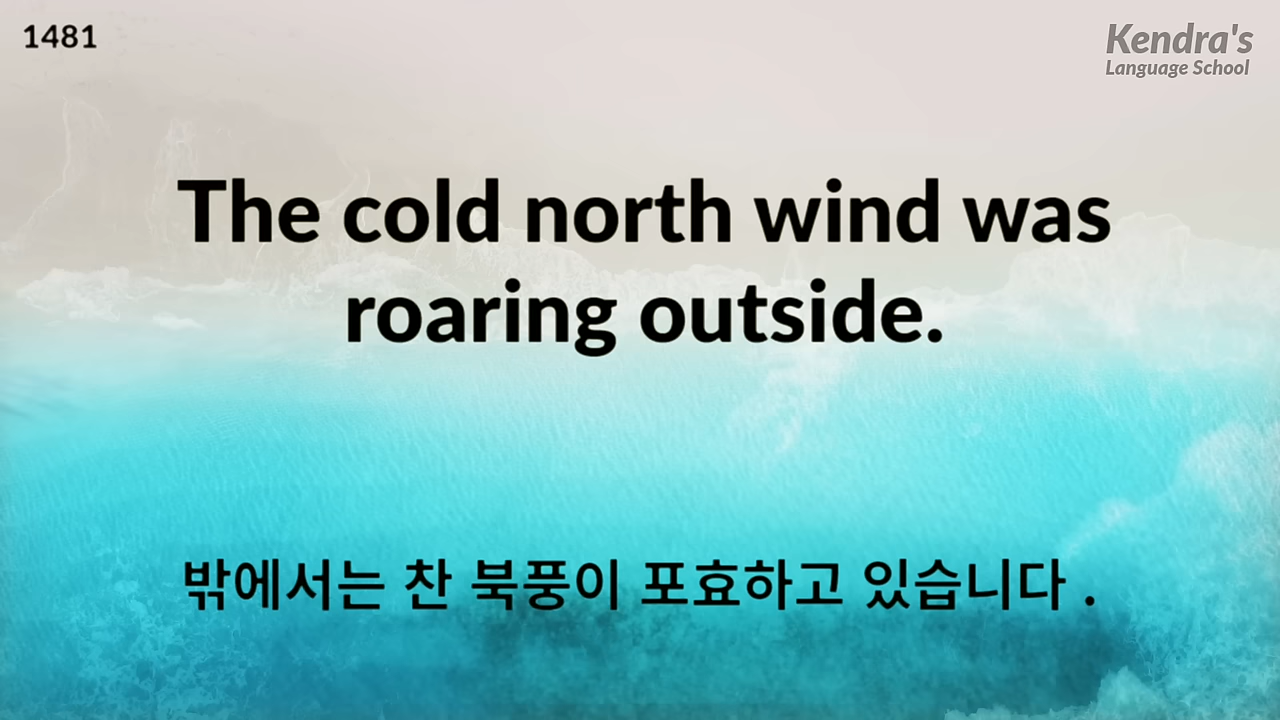 1481
Kendra's
Language School
The cold north wind was
roaring outside.
밖에서는 찬 북풍이 포효하고 있습니다 .